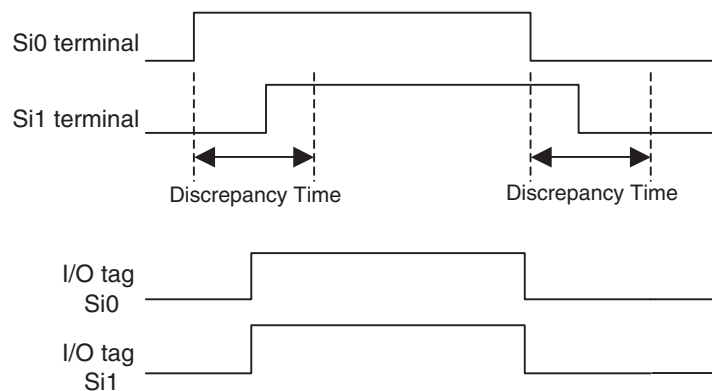 Si0 terminal
Si1 terminal
Discrepancy Time
Discrepancy Time
I/O tag
Si0
I/O tag
Si1